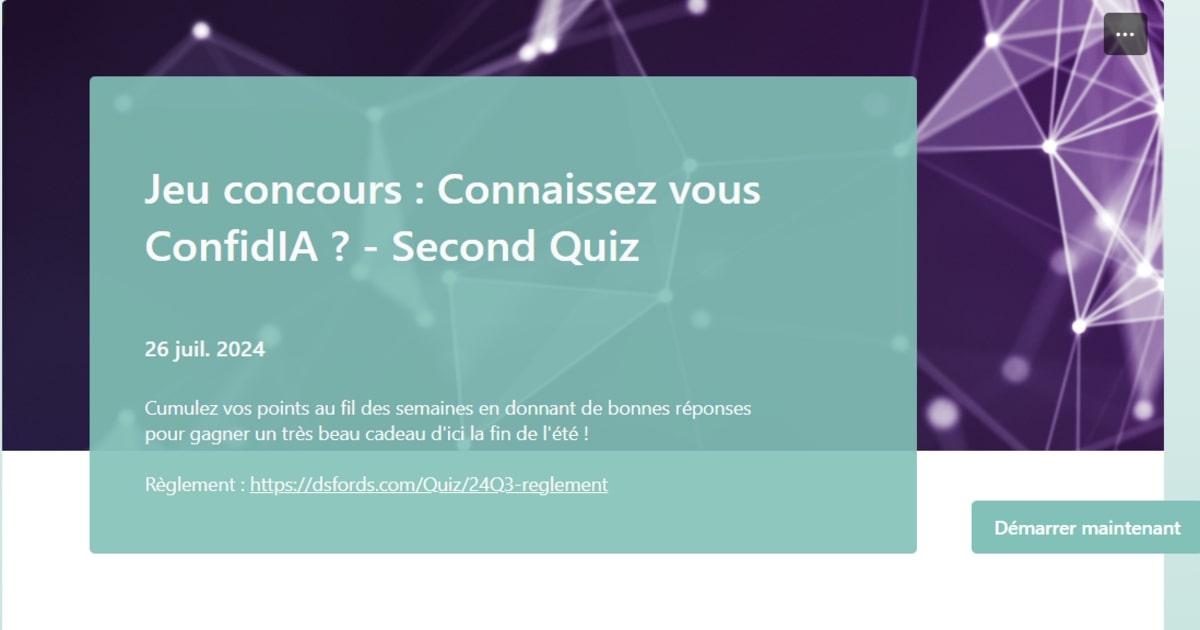 Jeu concours : Connaissez vous
ConfidIA ? - Second Quiz
26 juil. 2024
Cumulez vos points au fil des semaines en donnant de bonnes réponses
pour gagner un très beau cadeau d'ici la fin de l'été !
Règlement : https://dsfords.com/Quiz/24Q3-reglement
Démarrer maintenant